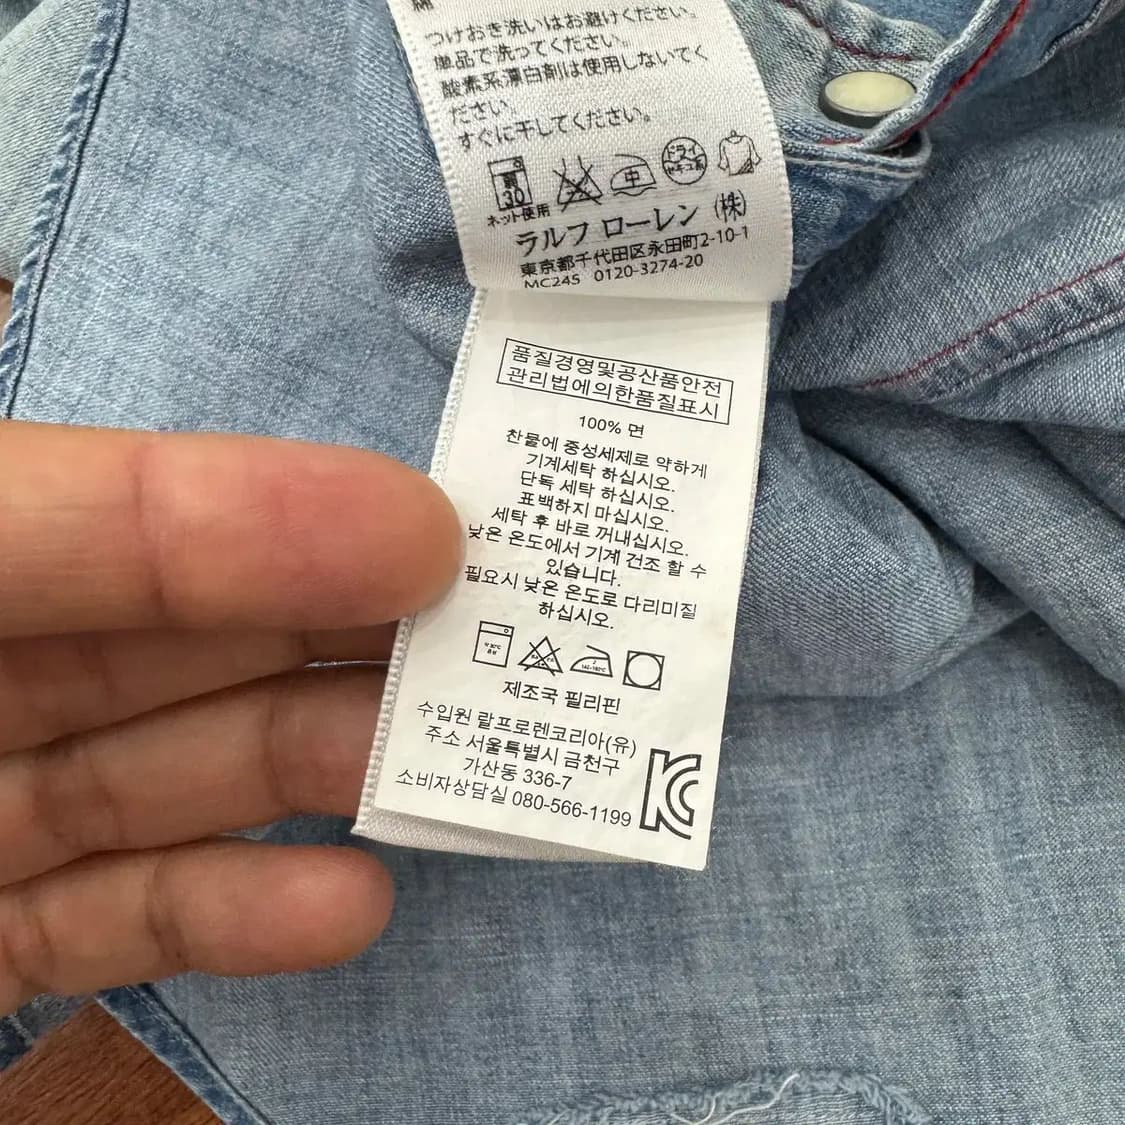 M
つけおき洗いはお避けください。
単品で洗ってください。
酸素系漂白剤は使用しないでく
ださい。
すぐに干してください。
弱
30
中
ドライ
ネット使用
ラルフ ローレン (株)
東京都千代田区永田町2-10-1
MC245 0120-3274-20
품질경영및공산품안전
관리법에의한품질표시
100% 면
찬물에 중성세제로 약하게
기계세탁 하십시오.
단독 세탁 하십시오.
표백하지 마십시오.
세탁 후 바로 꺼내십시오.
낮은 온도에서 기계 건조 할 수
있습니다.
필요시 낮은 온도로 다리미질
하십시오.
약 30°C
중성
2
140~160°C
제조국 필리핀
수입원 랄프로렌코리아(유)
주소 서울특별시 금천구
가산동 336-7
소비자상담실 080-566-1199
KC